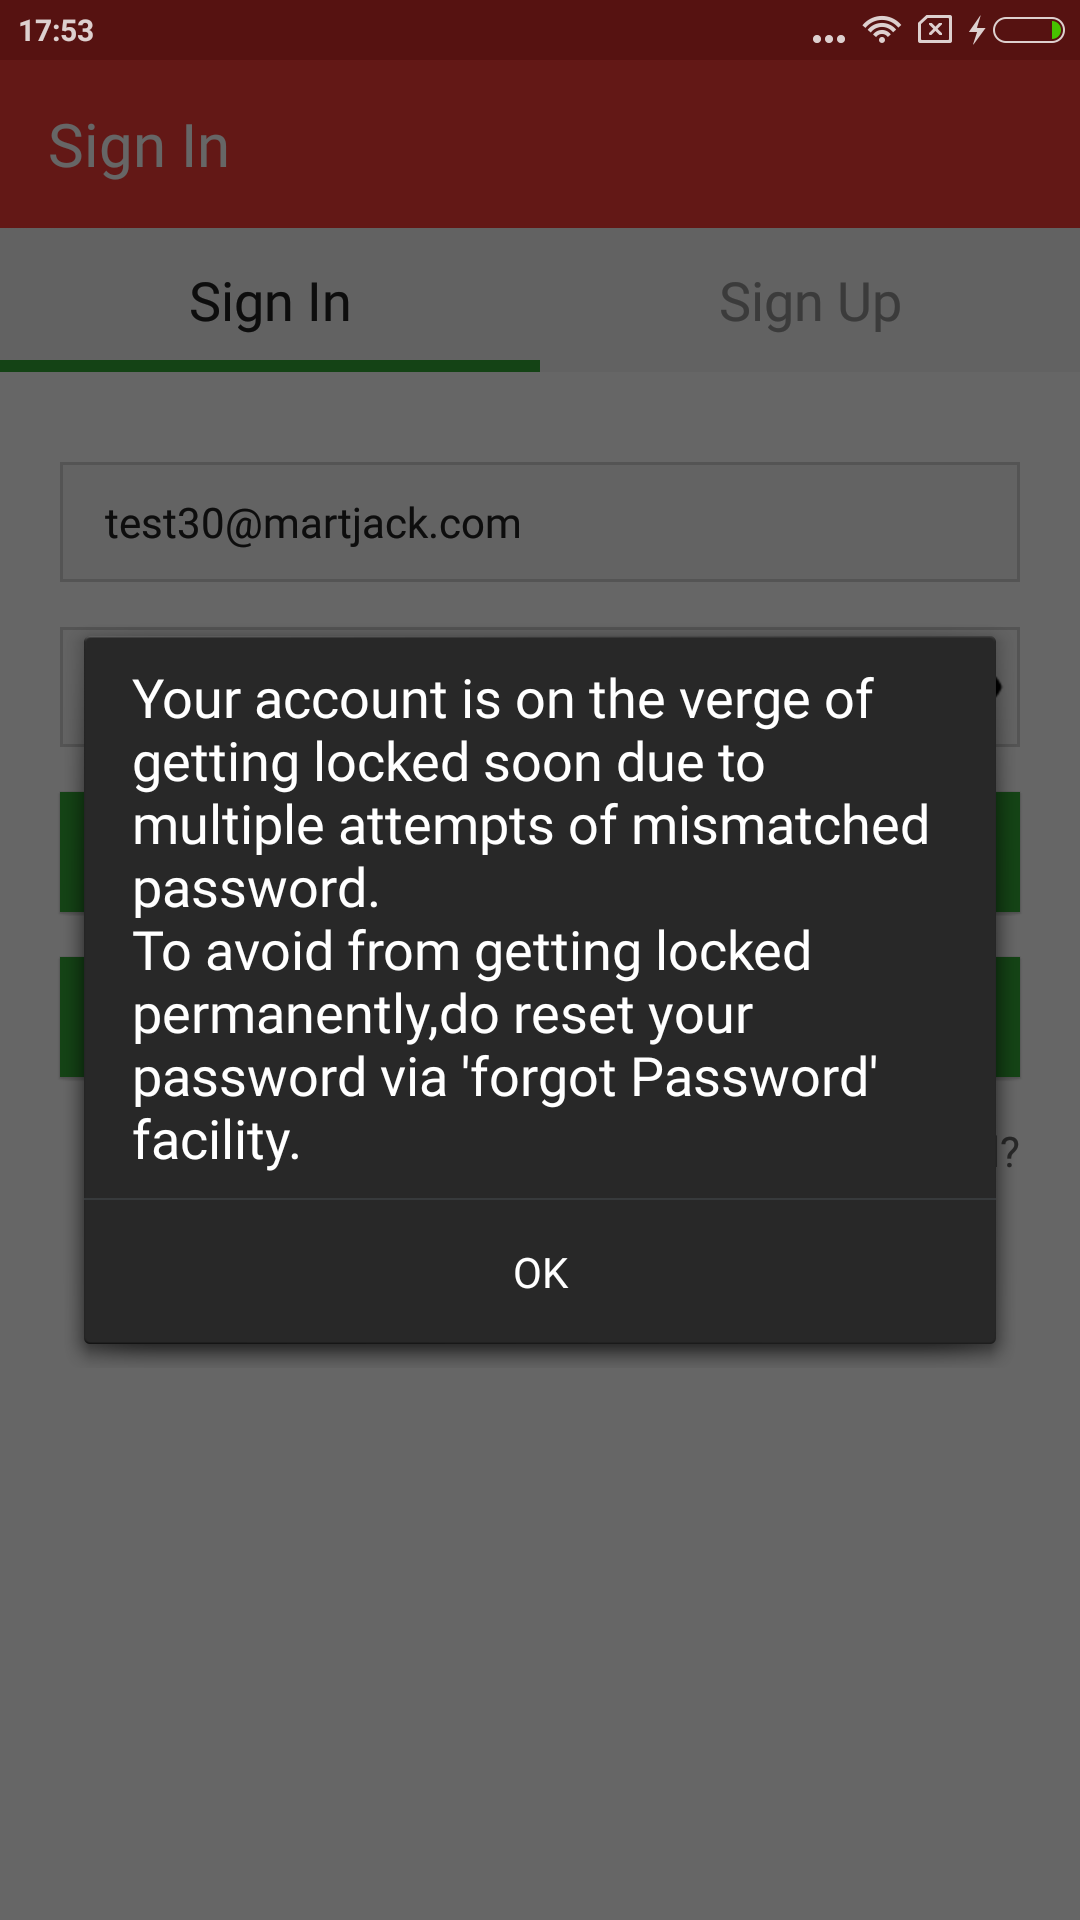 17:53
Sign In
Sign In
Sign Up
test30@martjack.com
Your account is on the verge of
getting locked soon due to
multiple attempts of mismatched
password.
To avoid from getting locked
permanently,do reset your
password via 'forgot Password'
facility.
?
OK